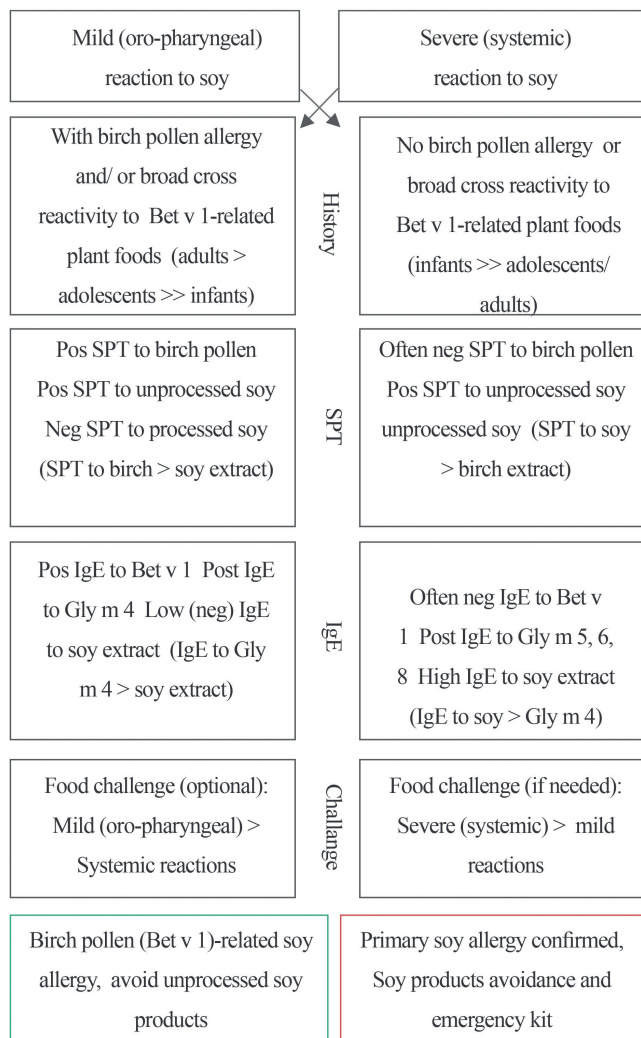 Mild (oro-pharyngeal)
reaction to soy
Severe (systemic)
reaction to soy
With birch pollen allergy
and/ or broad cross
reactivity to Bet v 1-related
plant foods (adults >
adolescents >> infants)
History
No birch pollen allergy or
broad cross reactivity to
Bet v 1-related plant foods
(infants >> adolescents/
adults)
Pos SPT to birch pollen
Pos SPT to unprocessed soy
Neg SPT to processed soy
(SPT to birch > soy extract)
SPT
Often neg SPT to birch pollen
Pos SPT to unprocessed soy
unprocessed soy (SPT to soy
> birch extract)
Pos IgE to Bet v 1 Post IgE
to Gly m 4 Low (neg) IgE
to soy extract (IgE to Gly
m 4 > soy extract)
IgE
Often neg IgE to Bet v
1 Post IgE to Gly m 5, 6,
8 High IgE to soy extract
(IgE to soy > Gly m 4)
Food challenge (optional):
Mild (oro-pharyngeal) >
Systemic reactions
Challange
Food challenge (if needed):
Severe (systemic) > mild
reactions
Birch pollen (Bet v 1)-related soy
allergy, avoid unprocessed soy
products
Primary soy allergy confirmed,
Soy products avoidance and
emergency kit